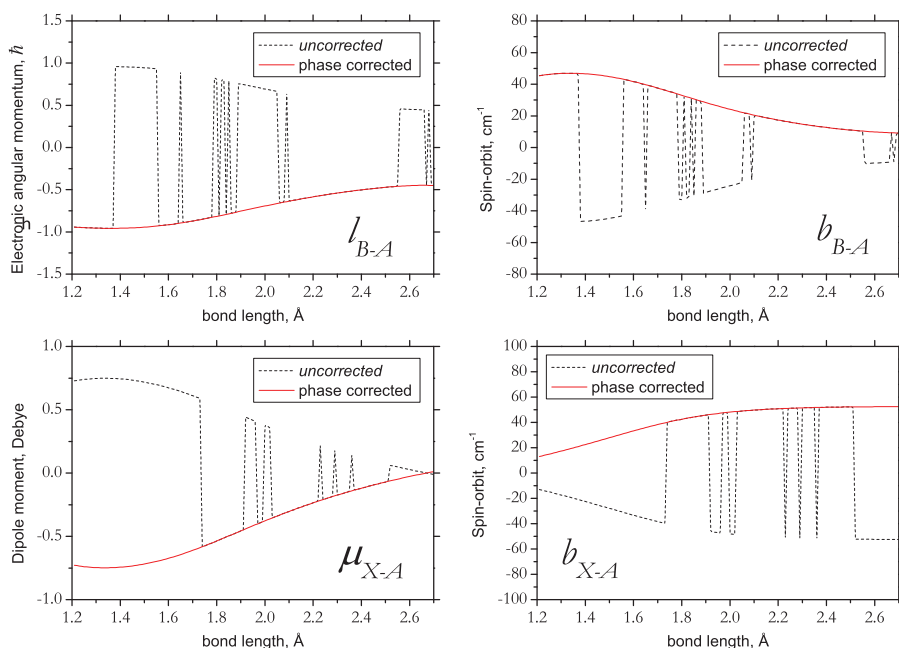 Electronic angular momentum, ħ
h
1.5
1.0
0.5
0.0
-0.5
-1.0
-1.5
uncorrected
phase corrected
l B-A
1.2 1.4 1.6 1.8 2.0 2.2 2.4 2.6
bond length, Å
Spin-orbit, cm-1
80
60
40
20
0
-20
-40
-60
-80
uncorrected
phase corrected
b B-A
1.2 1.4 1.6 1.8 2.0 2.2 2.4 2.6
bond length, Å
Dipole moment, Debye
1.0
0.5
0.0
-0.5
-1.0
uncorrected
phase corrected
μ X-A
1.2 1.4 1.6 1.8 2.0 2.2 2.4 2.6
bond length, Å
Spin-orbit, cm-1
100
80
60
40
20
0
-20
-40
-60
-80
-100
uncorrected
phase corrected
b X-A
1.2 1.4 1.6 1.8 2.0 2.2 2.4 2.6
bond length, Å